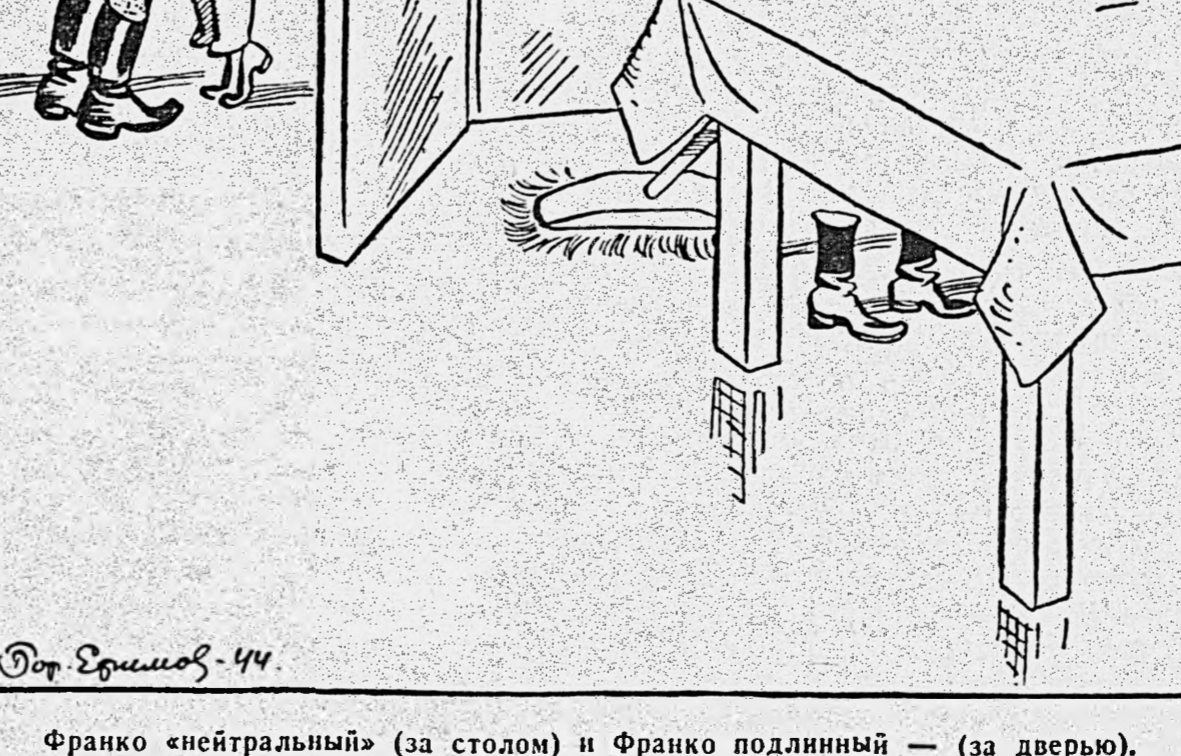 Бор. Ефимов - 44.
Франко «нейтральный» (за столом) и Франко подлинный — (за дверью).